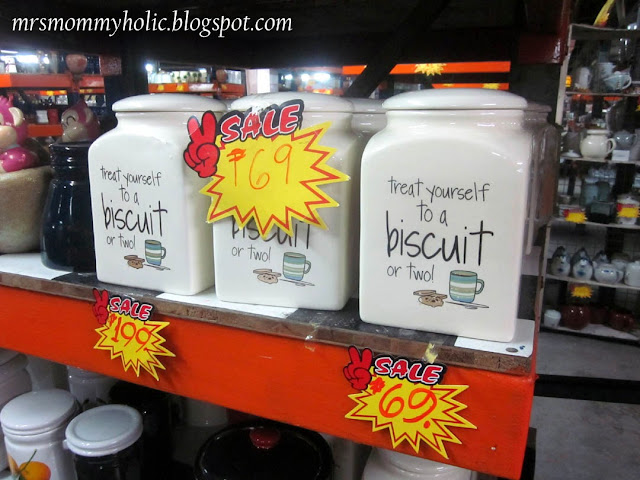 mrsmommyholic.blogspot.com
treat yourself
to a
biscuit
or two!
SALE
₱69
biscuit
or two!
treat yourself
to a
biscuit
or two!
SALE
199
SALE
₱69.